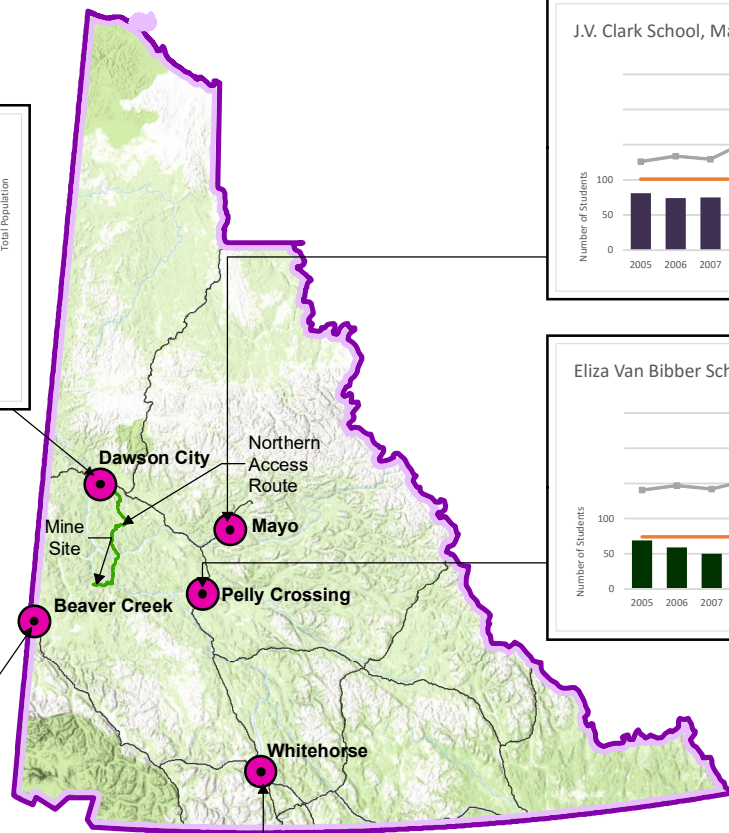 Total Population
J.V. Clark School, Ma
Number of Students
100
50
0
2005 2006 2007
Eliza Van Bibber Sch
Number of Students
100
50
0
2005 2006 2007
Dawson City
Northern
Access
Route
Mine
Site
Mayo
Beaver Creek
Pelly Crossing
Whitehorse